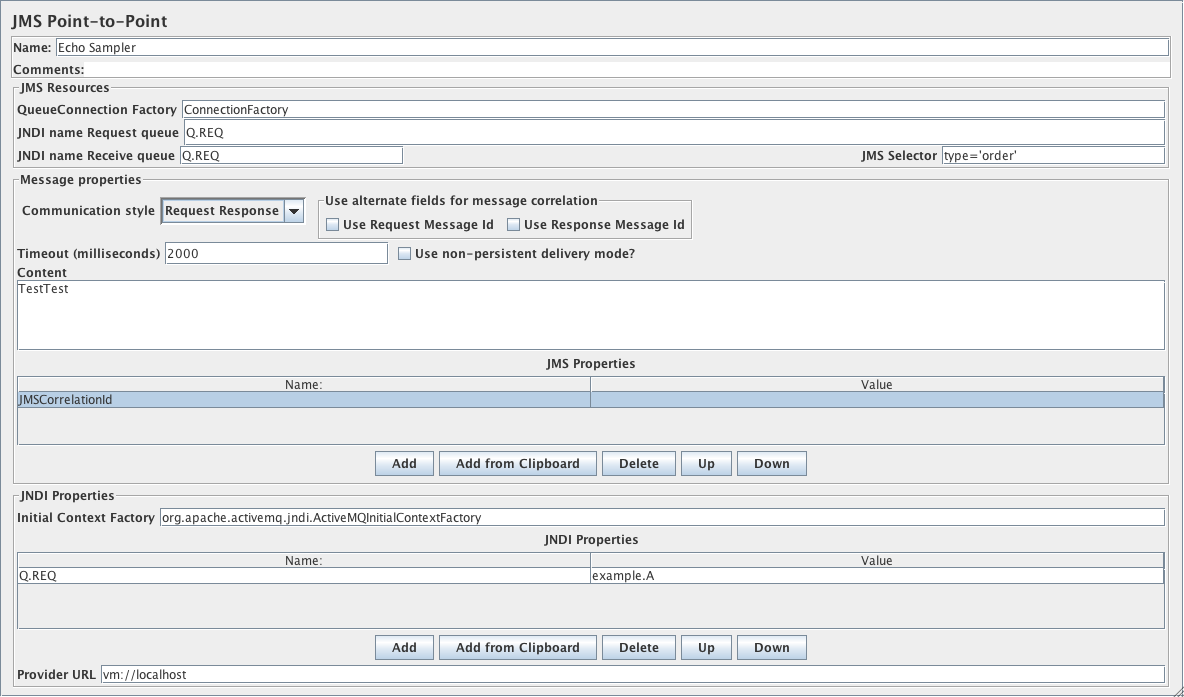 JMS Point-to-Point
Name: Echo Sampler
Comments:
JMS Resources
QueueConnection Factory ConnectionFactory
JNDI name Request queue Q.REQ
JNDI name Receive queue Q.REQ JMS Selector type='order'
Message properties
Communication style Request Response Use alternate fields for message correlation
Use Request Message Id Use Response Message Id
Timeout (milliseconds) 2000 Use non-persistent delivery mode?
Content
TestTest
JMS Properties
Name: Value
JMSCorrelationId
Add Add from Clipboard Delete Up Down
JNDI Properties
Initial Context Factory org.apache.activemq.jndi.ActiveMQInitialContextFactory
JNDI Properties
Name: Value
Q.REQ example.A
Add Add from Clipboard Delete Up Down
Provider URL vm://localhost